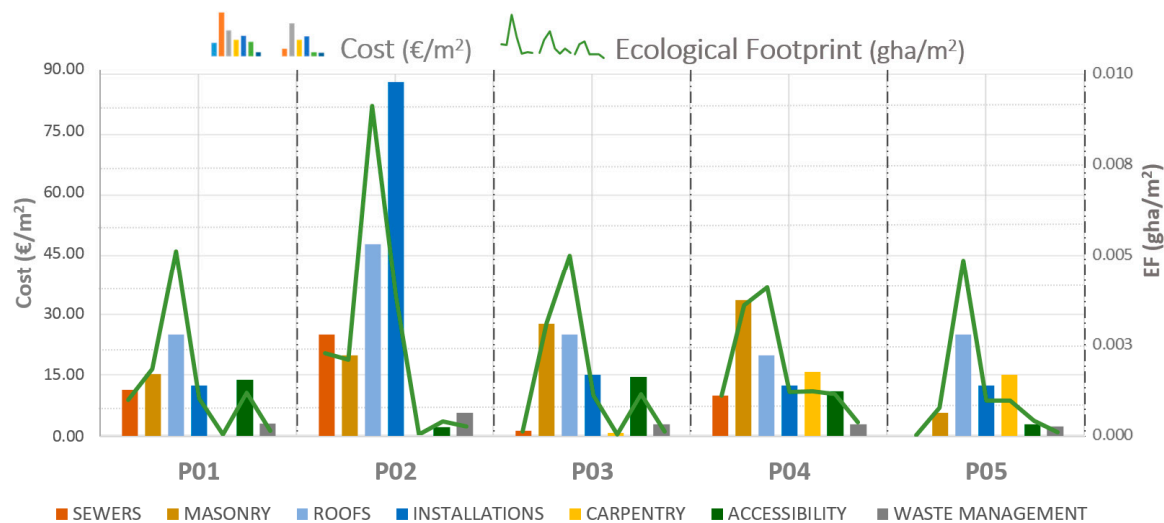 Cost (€/m²) Ecological Footprint (gha/m²)
90.00
75.00
60.00
45.00
30.00
15.00
0.00
Cost (€/m²)
0.010
0.008
0.005
0.003
0.000
EF (gha/m²)
P01 P02 P03 P04 P05
SEWERS MASONRY ROOFS INSTALLATIONS CARPENTRY ACCESSIBILITY WASTE MANAGEMENT